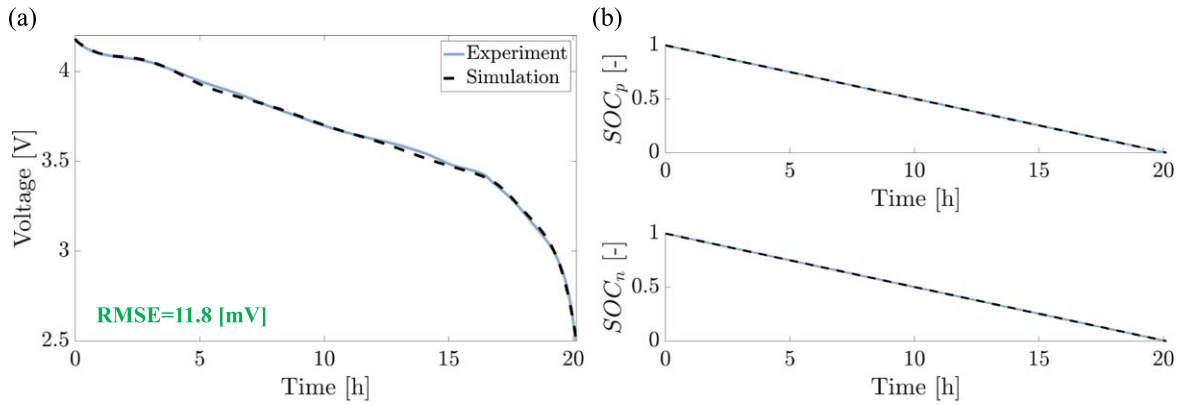 (a)
Experiment
Simulation
Voltage [V]
4
3.5
3
2.5
RMSE=11.8 [mV]
0 5 10 15 20
Time [h]
(b)
SOCp [-]
1
0.5
0
0 5 10 15 20
Time [h]
SOCn [-]
1
0.5
0
0 5 10 15 20
Time [h]